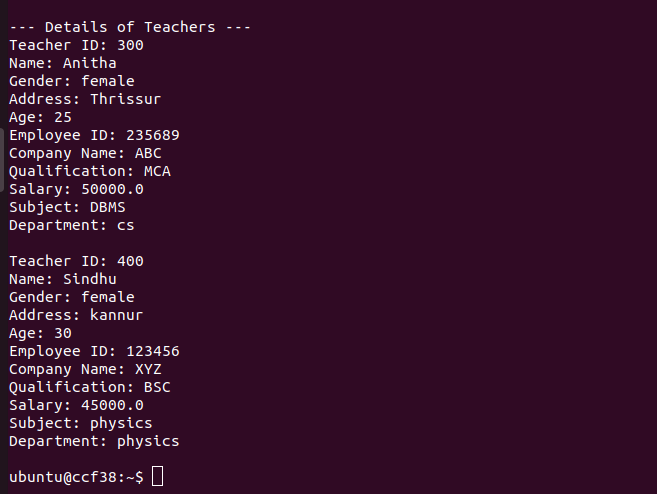 --- Details of Teachers ---
Teacher ID: 300
Name: Anitha
Gender: female
Address: Thrissur
Age: 25
Employee ID: 235689
Company Name: ABC
Qualification: MCA
Salary: 50000.0
Subject: DBMS
Department: cs
Teacher ID: 400
Name: Sindhu
Gender: female
Address: kannur
Age: 30
Employee ID: 123456
Company Name: XYZ
Qualification: BSC
Salary: 45000.0
Subject: physics
Department: physics
ubuntu@ccf38:~$